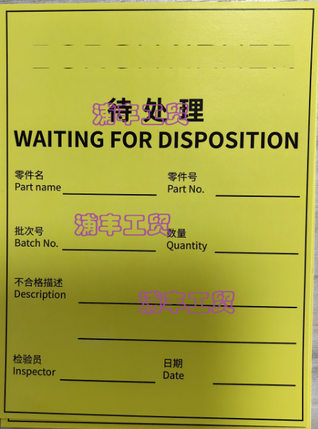 待处理
浦丰工贸
WAITING FOR DISPOSITION
零件名 零件号
Part name Part No.
浦丰工贸
批次号 数量
Batch No. Quantity
不合格描述
Description
浦丰工贸
检验员 日期
Inspector Date